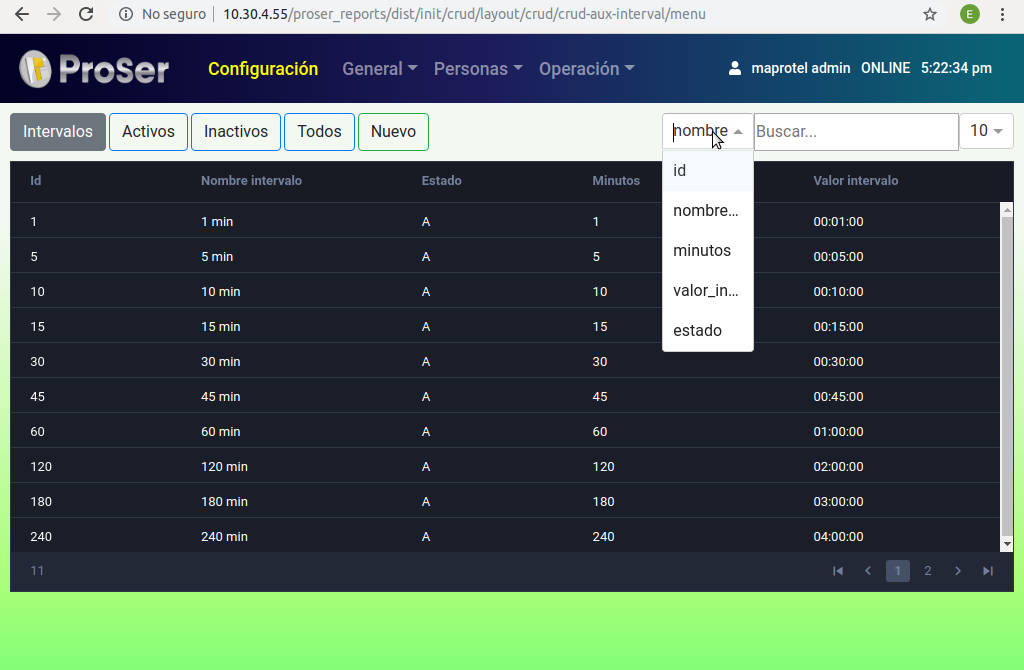 No seguro 10.30.4.55/proser_reports/dist/init/crud/layout/crud/crud-aux-interval/menu E
ProSer Configuración General Personas Operación maprotel admin ONLINE 5:22:34 pm
Intervalos Activos Inactivos Todos Nuevo nombre Buscar... 10
id
nombre...
minutos
valor_in...
estado
Id Nombre intervalo Estado Minutos Valor intervalo
1 1 min A 1 00:01:00
5 5 min A 5 00:05:00
10 10 min A 10 00:10:00
15 15 min A 15 00:15:00
30 30 min A 30 00:30:00
45 45 min A 45 00:45:00
60 60 min A 60 01:00:00
120 120 min A 120 02:00:00
180 180 min A 180 03:00:00
240 240 min A 240 04:00:00
11 1 2